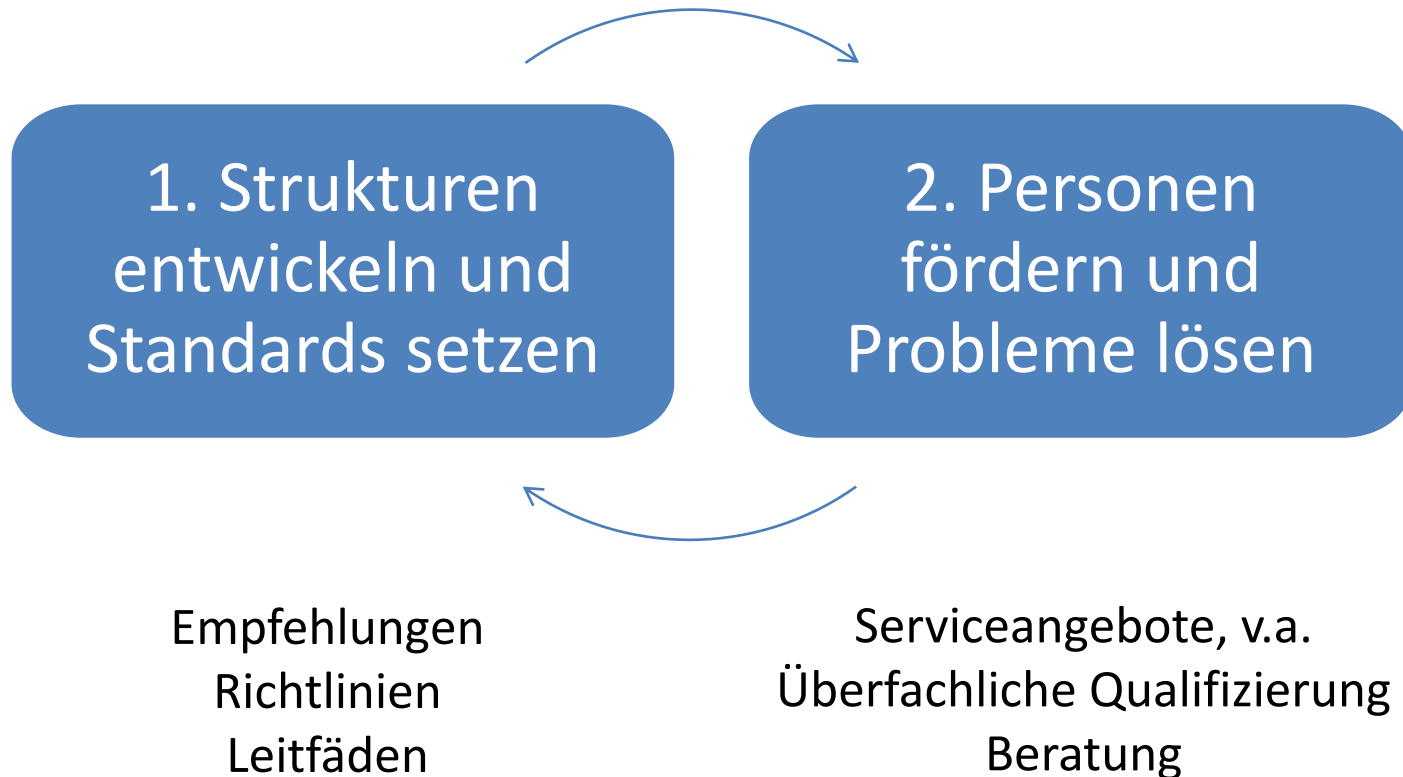 1. Strukturen
entwickeln und
Standards setzen
2. Personen
fördern und
Probleme lösen
Empfehlungen
Richtlinien
Leitfäden
Serviceangebote, v.a.
Überfachliche Qualifizierung
Beratung